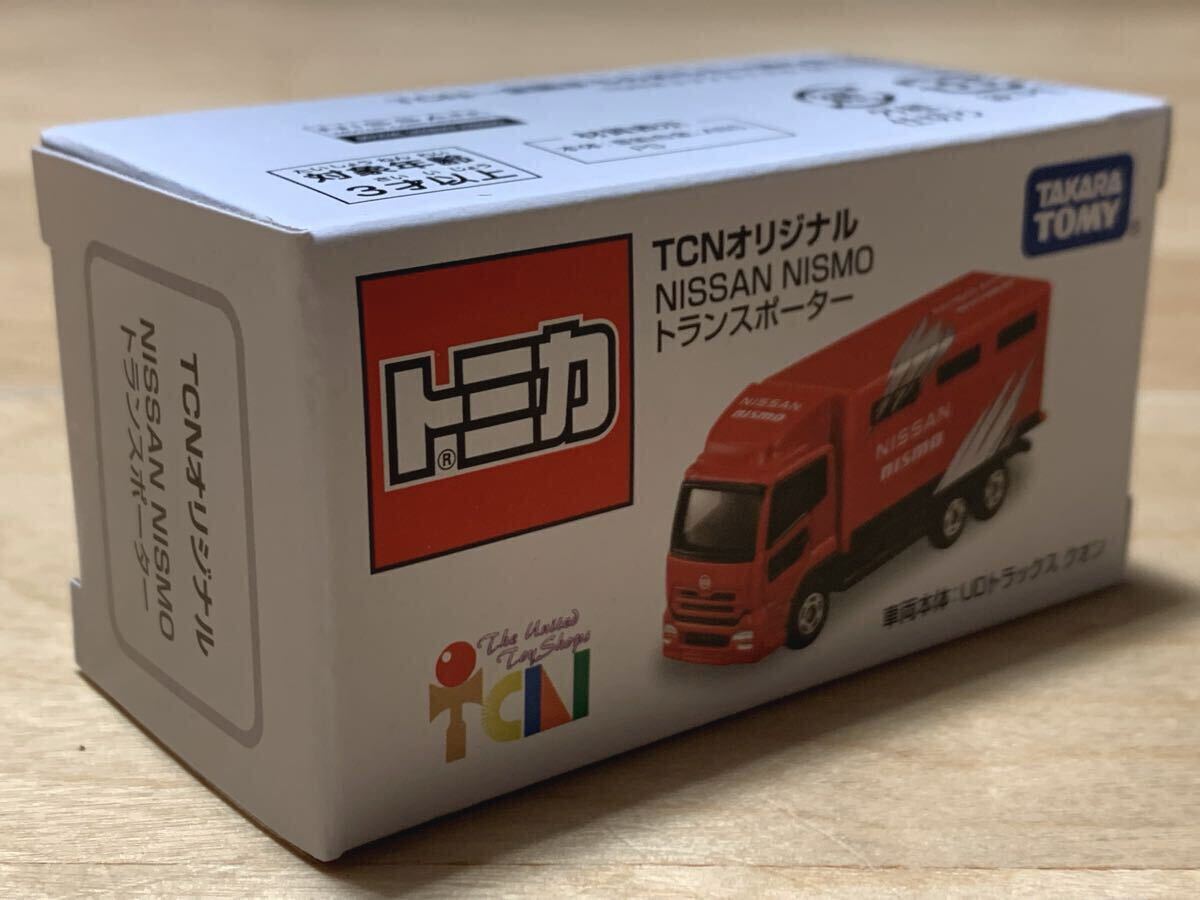 NISSAN
対象年齢
3才以上
TCNオリジナル
NISSAN NISMO
トランスポーター
TAKARA
TOMY
トミカ
®
NISSAN
nismo
NISSAN
nismo
車両本体:UDトラックス クオン
The United
Toy Shops
TCN
TCNオリジナル
NISSAN NISMO
トランスポーター